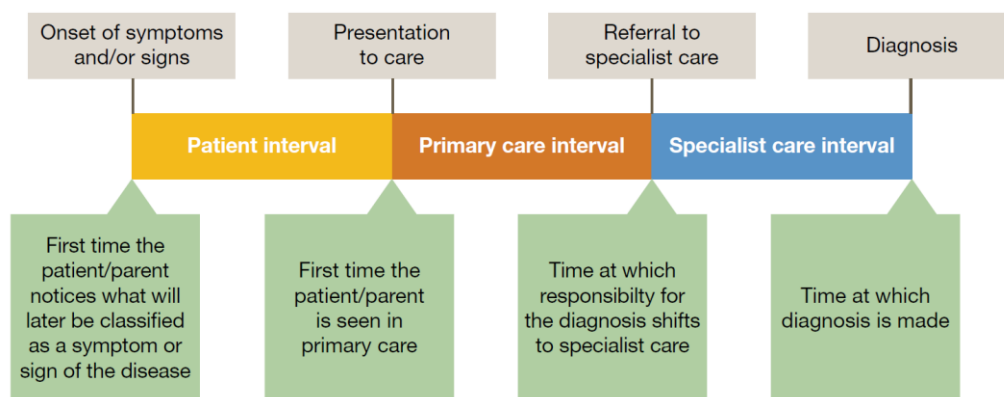 Onset of symptoms
and/or signs
Presentation
to care
Referral to
specialist care
Diagnosis
Patient interval
Primary care interval
Specialist care interval
First time the
patient/parent
notices what will
later be classified
as a symptom or
sign of the disease
First time the
patient/parent
is seen in
primary care
Time at which
responsibilty for
the diagnosis shifts
to specialist care
Time at which
diagnosis is made